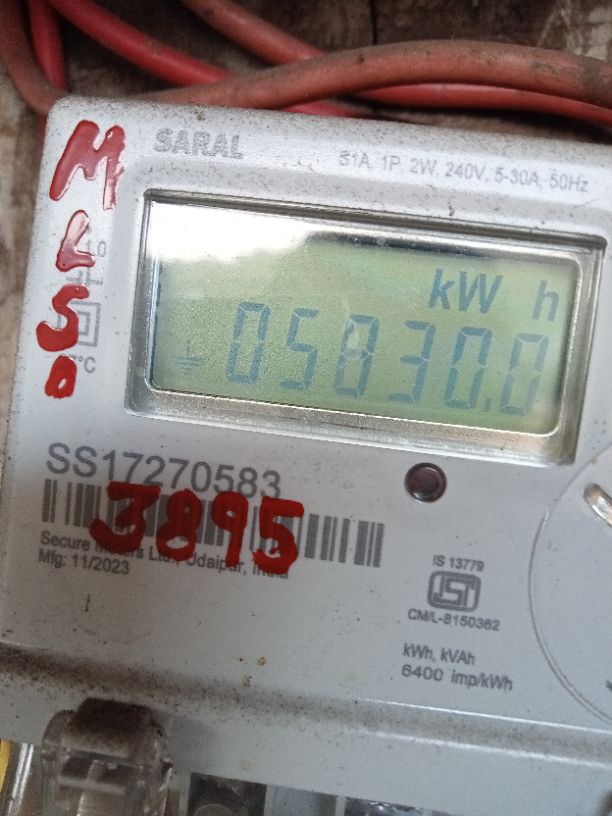 SARAL
S1A, 1P, 2W, 240V, 5-30A, 50Hz
M
L
S
0
kW h
05830.0
SS17270583
3895
Secure Meters Ltd., Udaipur, India
Mfg: 11/2023
IS 13779
CM/L-8150362
kWh, kVAh
6400 imp/kWh